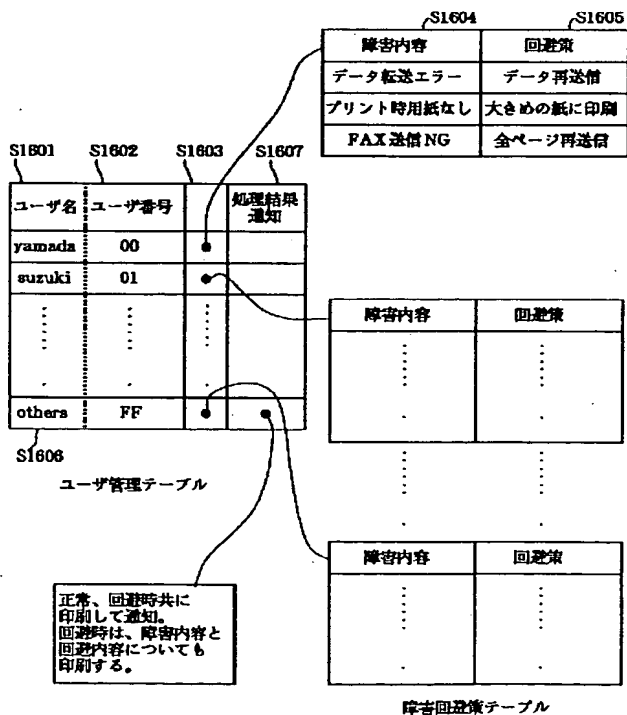 S1604 S1605
障害内容 回避策
データ転送エラー データ再送信
プリント時用紙なし 大きめの紙に印刷
FAX送信NG 全ページ再送信
S1601 S1602 S1603 S1607
ユーザ名 ユーザ番号 処理結果
通知
yamada 00
suzuki 01
others FF
S1606
ユーザ管理テーブル
障害内容 回避策
障害内容 回避策
正常、回避時共に
印刷して通知。
回避時は、障害内容と
回避内容についても
印刷する。
障害回避策テーブル